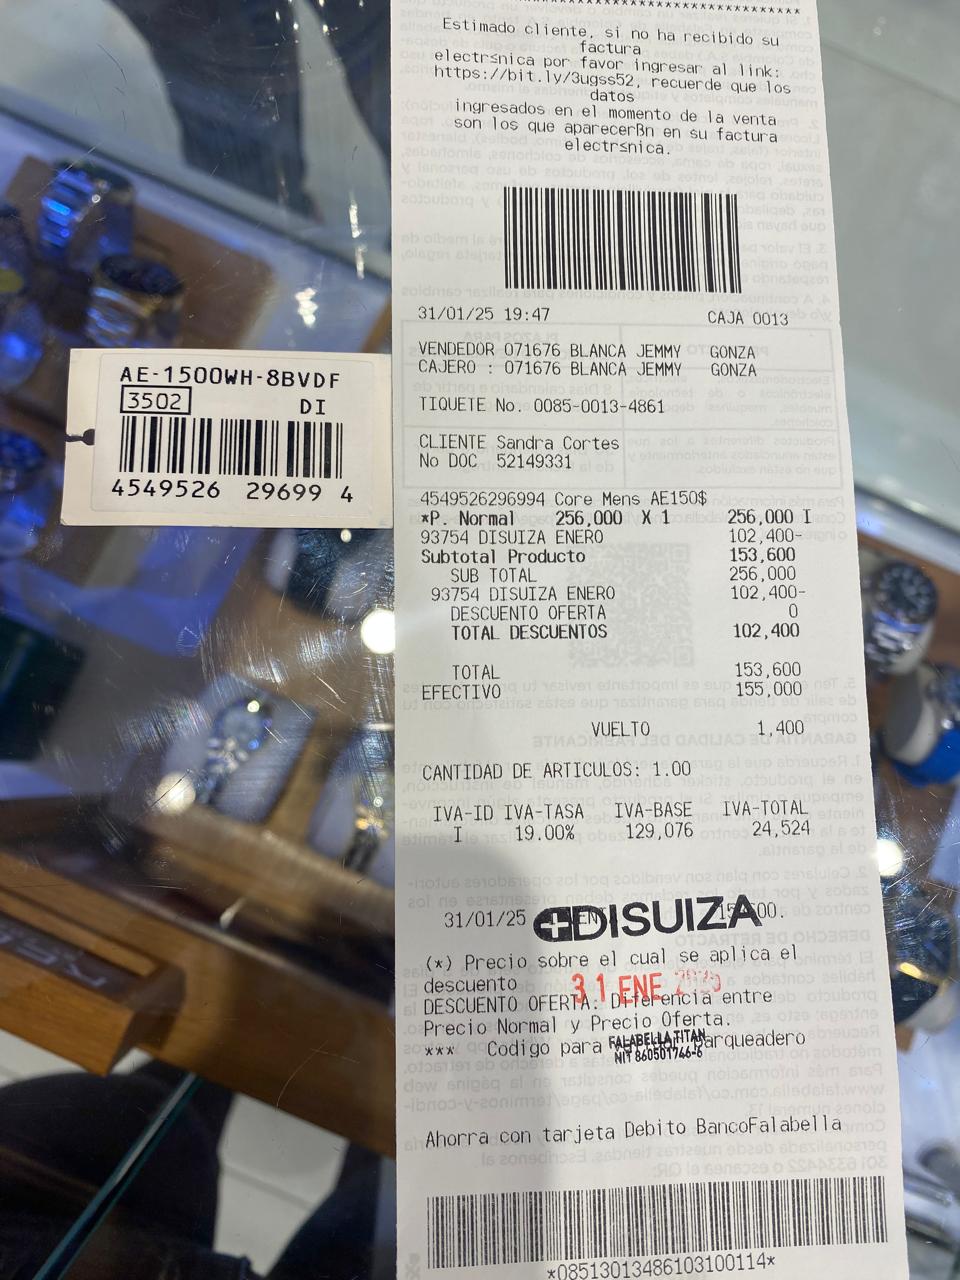 Estimado cliente, si no ha recibido su
factura
electr≤nica por favor ingresar al link:
https://bit.ly/3ugss52, recuerde que los
datos
ingresados en el momento de la venta
son los que aparecerßn en su factura
electr≤nica.
31/01/25 19:47 CAJA 0013
VENDEDOR 071676 BLANCA JEMMY GONZA
CAJERO : 071676 BLANCA JEMMY GONZA
TIQUETE No. 0085-0013-4861
CLIENTE Sandra Cortes
No DOC 52149331
4549526296994 Core Mens AE150$
*P. Normal 256,000 X 1 256,000 I
93754 DISUIZA ENERO 102,400-
Subtotal Producto 153,600
SUB TOTAL 256,000
93754 DISUIZA ENERO 102,400-
DESCUENTO OFERTA 0
TOTAL DESCUENTOS 102,400
TOTAL 153,600
EFECTIVO 155,000
VUELTO 1,400
CANTIDAD DE ARTICULOS: 1.00
IVA-ID IVA-TASA IVA-BASE IVA-TOTAL
I 19.00% 129,076 24,524
31/01/25
DISUIZA
(*) Precio sobre el cual se aplica el
descuento
31 ENE 2025
DESCUENTO OFERTA: Diferencia entre
Precio Normal y Precio Oferta.
*** Codigo para parqueadero
FALABELLA TITAN
NIT 860501746-6
Ahorra con tarjeta Debito BancoFalabella
*08513013486103100114*
AE-1500WH-8BVDF
3502 DI
4549526 29699 4